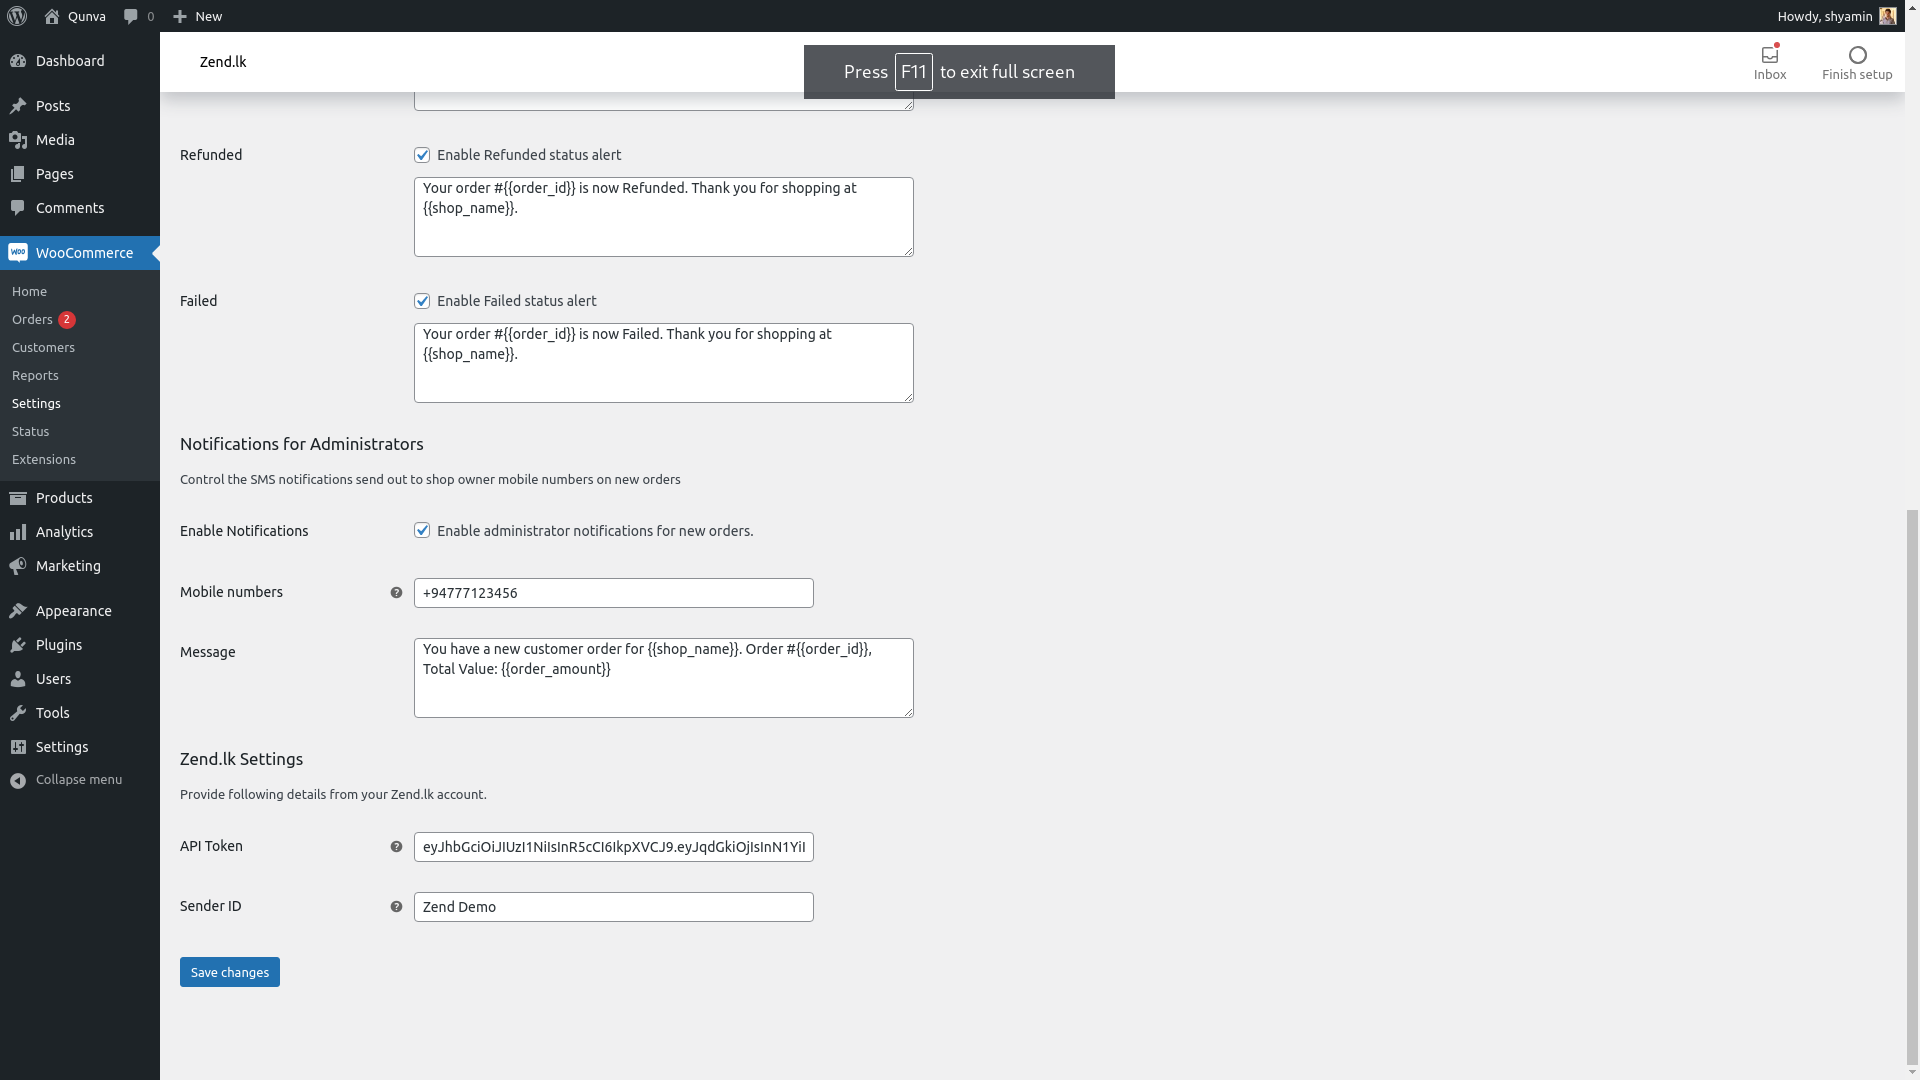 Qunva
0
New
Howdy, shyamin
Dashboard
Posts
Media
Pages
Comments
WooCommerce
Home
Orders 2
Customers
Reports
Settings
Status
Extensions
Products
Analytics
Marketing
Appearance
Plugins
Users
Tools
Settings
Collapse menu
Zend.lk
Press F11 to exit full screen
Inbox
Finish setup
Refunded
Enable Refunded status alert
Your order #{{order_id}} is now Refunded. Thank you for shopping at
{{shop_name}}.
Failed
Enable Failed status alert
Your order #{{order_id}} is now Failed. Thank you for shopping at
{{shop_name}}.
Notifications for Administrators
Control the SMS notifications send out to shop owner mobile numbers on new orders
Enable Notifications
Enable administrator notifications for new orders.
Mobile numbers
+94777123456
Message
You have a new customer order for {{shop_name}}. Order #{{order_id}},
Total Value: {{order_amount}}
Zend.lk Settings
Provide following details from your Zend.lk account.
API Token
eyJhbGciOiJIUzI1NiIsInR5cCI6IkpXVCJ9.eyJqdGkiOjIsInN1YiI
Sender ID
Zend Demo
Save changes